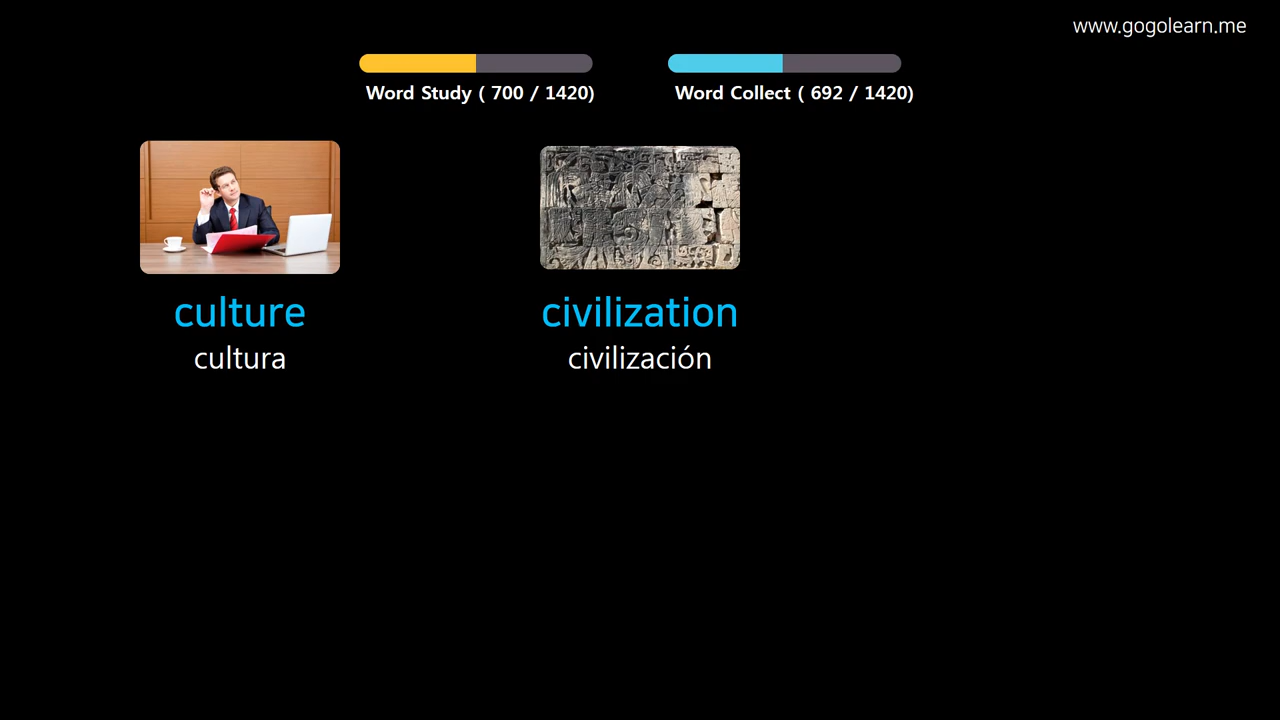 www.gogolearn.me
Word Study ( 700 / 1420)
Word Collect ( 692 / 1420)
culture
civilization
cultura
civilización